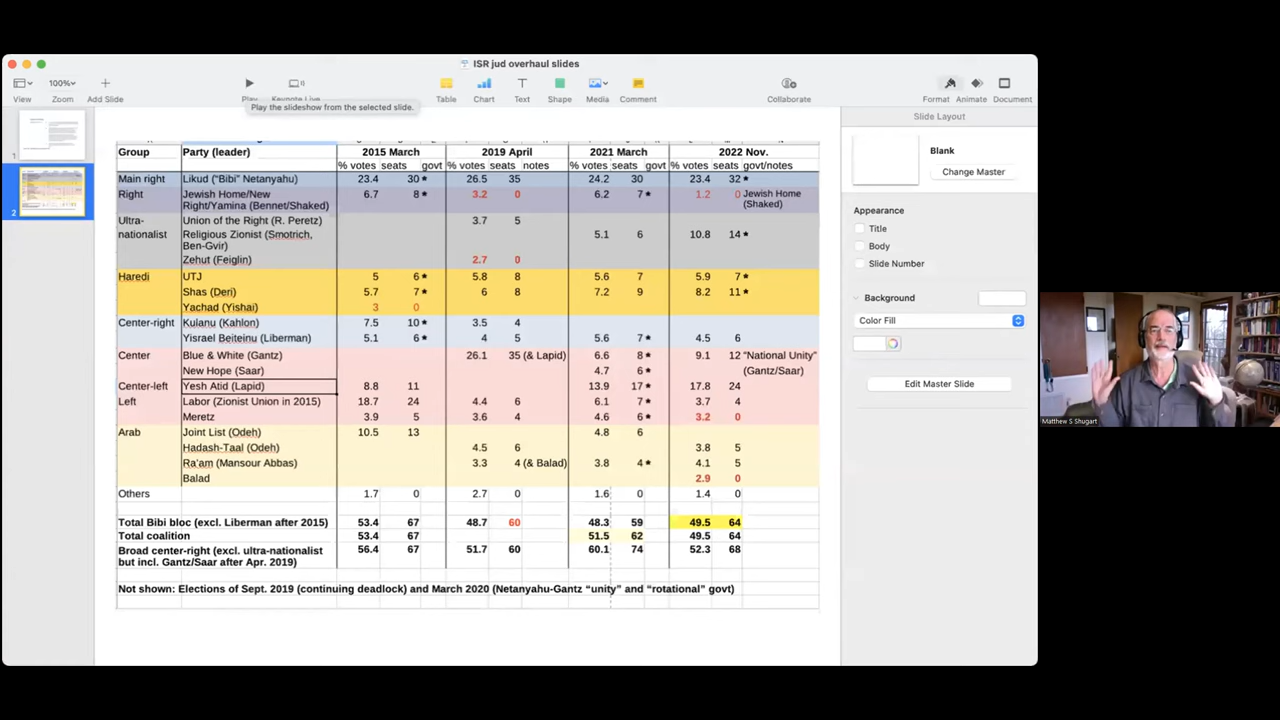 ISR jud overhaul slides
100%
View Zoom Add Slide Play Keynote Live Table Chart Text Shape Media Comment Collaborate Format Animate Document
Play the slideshow from the selected slide.
Slide Layout
Blank
Change Master
Appearance
Title
Body
Slide Number
Background
Color Fill
Edit Master Slide
1
2
Group Party (leader) 2015 March 2019 April 2021 March 2022 Nov.
% votes seats govt % votes seats notes % votes seats govt % votes seats govt/notes
Main right Likud ("Bibi" Netanyahu) 23.4 30* 26.5 35 24.2 30 23.4 32*
Right Jewish Home/New 6.7 8* 3.2 0 6.2 7* 1.2 0 Jewish Home
Right/Yamina (Bennet/Shaked) (Shaked)
Ultra- Union of the Right (R. Peretz) 3.7 5
nationalist Religious Zionist (Smotrich, 5.1 6 10.8 14*
Ben-Gvir)
Zehut (Feiglin) 2.7 0
Haredi UTJ 5 6* 5.8 8 5.6 7 5.9 7*
Shas (Deri) 5.7 7* 6 8 7.2 9 8.2 11*
Yachad (Yishai) 3 0
Center-right Kulanu (Kahlon) 7.5 10* 3.5 4
Yisrael Beiteinu (Liberman) 5.1 6* 4 5 5.6 7* 4.5 6
Center Blue & White (Gantz) 26.1 35 (& Lapid) 6.6 8* 9.1 12 "National Unity"
New Hope (Saar) 4.7 6* (Gantz/Saar)
Center-left Yesh Atid (Lapid) 8.8 11 13.9 17* 17.8 24
Left Labor (Zionist Union in 2015) 18.7 24 4.4 6 6.1 7* 3.7 4
Meretz 3.9 5 3.6 4 4.6 6* 3.2 0
Arab Joint List (Odeh) 10.5 13 4.8 6
Hadash-Taal (Odeh) 4.5 6 3.8 5
Ra'am (Mansour Abbas) 3.3 4 (& Balad) 3.8 4* 4.1 5
Balad 2.9 0
Others 1.7 0 2.7 0 1.6 0 1.4 0
Total Bibi bloc (excl. Liberman after 2015) 53.4 67 48.7 60 48.3 59 49.5 64
Total coalition 53.4 67 51.5 62 49.5 64
Broad center-right (excl. ultra-nationalist 56.4 67 51.7 60 60.1 74 52.3 68
but incl. Gantz/Saar after Apr. 2019)
Not shown: Elections of Sept. 2019 (continuing deadlock) and March 2020 (Netanyahu-Gantz "unity" and "rotational" govt)
Matthew S Shugart